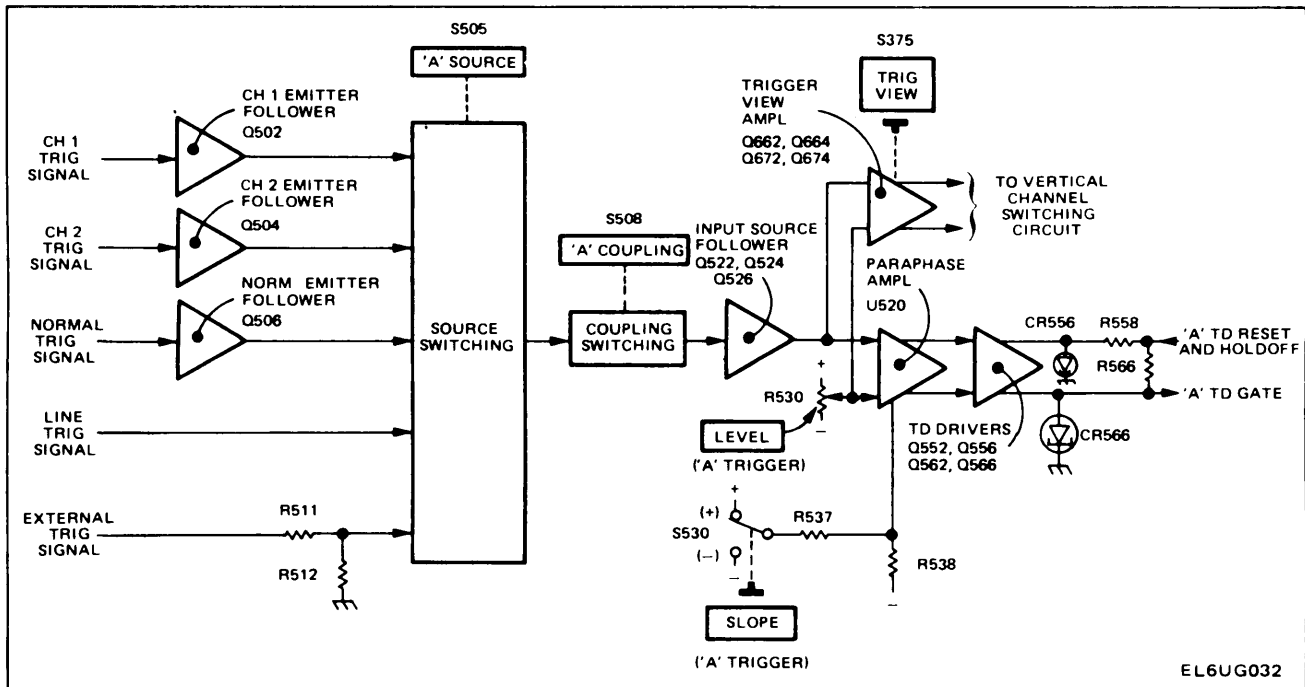 S505
'A' SOURCE
CH 1 EMITTER
FOLLOWER
Q502
CH 1
TRIG
SIGNAL
CH 2 EMITTER
FOLLOWER
Q504
CH 2
TRIG
SIGNAL
NORM EMITTER
FOLLOWER
Q506
NORMAL
TRIG
SIGNAL
LINE
TRIG
SIGNAL
EXTERNAL
TRIG
SIGNAL
R511
R512
SOURCE
SWITCHING
S508
'A' COUPLING
COUPLING
SWITCHING
INPUT SOURCE
FOLLOWER
Q522, Q524
Q526
S375
TRIG
VIEW
TRIGGER
VIEW
AMPL
Q662, Q664
Q672, Q674
TO VERTICAL
CHANNEL
SWITCHING
CIRCUIT
PARAPHASE
AMPL
U520
+
R530
−
LEVEL
('A' TRIGGER)
CR556
R558
R566
'A' TD RESET
AND HOLDOFF
'A' TD GATE
TD DRIVERS
Q552, Q556
Q562, Q566
CR566
+
(+)
S530
(−)
−
R537
R538
−
SLOPE
('A' TRIGGER)
EL6UG032